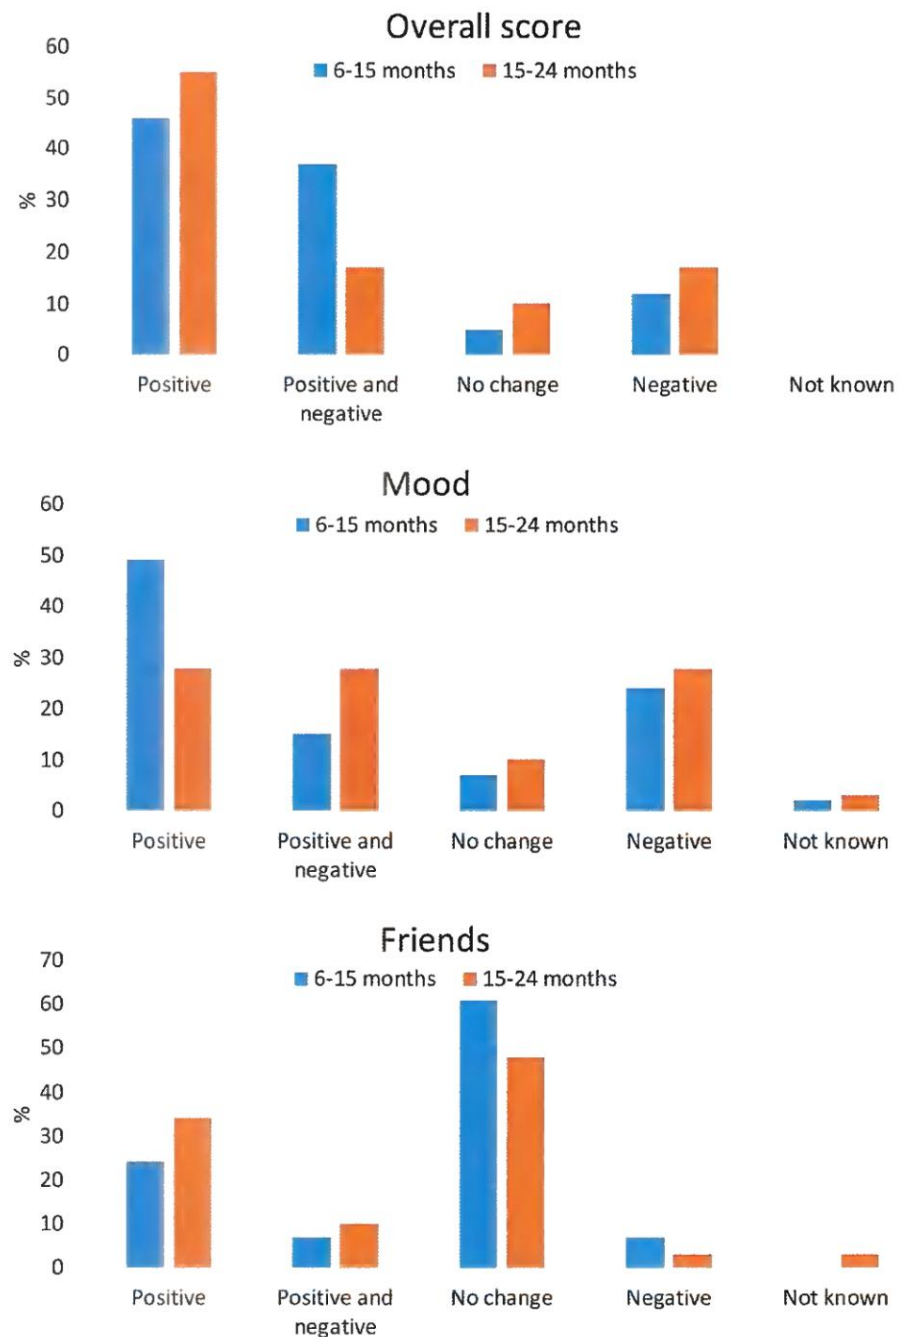 Overall score
60
6-15 months 15-24 months
50
40
%
30
20
10
0
Positive Positive and No change Negative Not known
negative
Mood
60
6-15 months 15-24 months
50
40
%
30
20
10
0
Positive Positive and No change Negative Not known
negative
Friends
70
6-15 months 15-24 months
60
50
40
%
30
20
10
0
Positive Positive and No change Negative Not known
negative